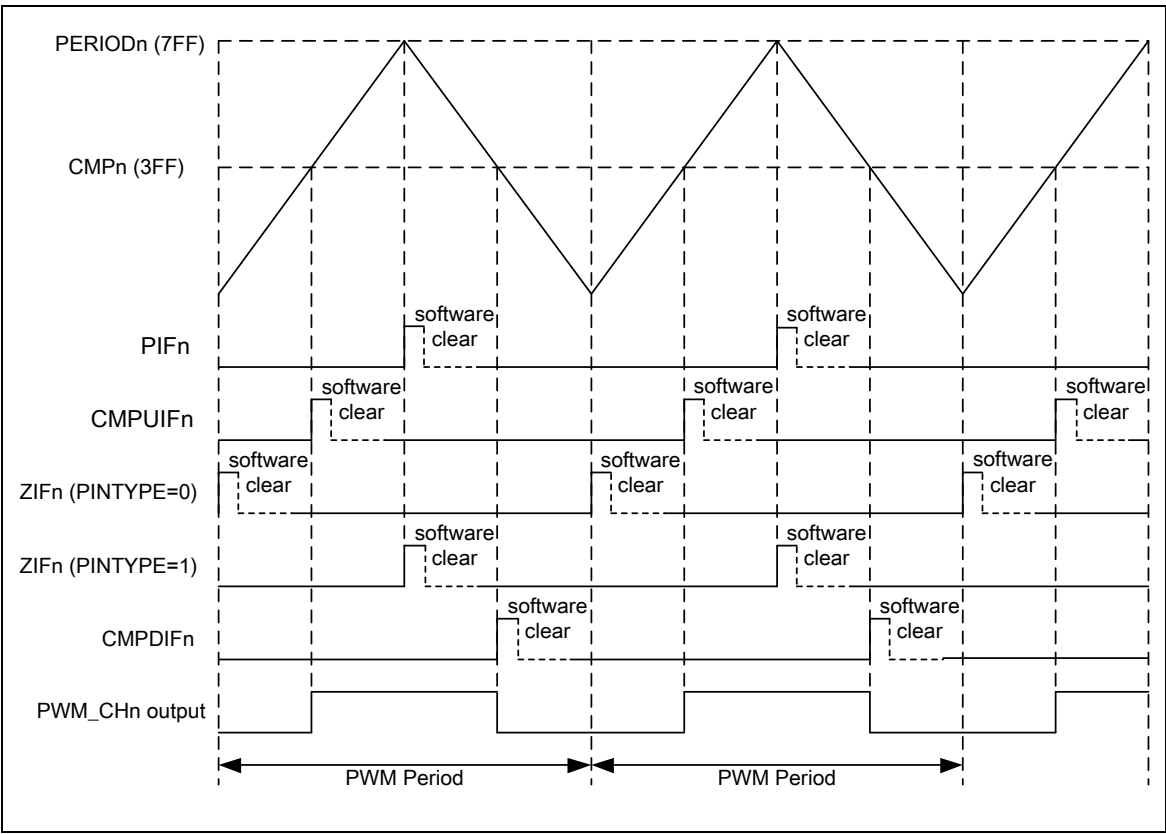 PERIODn (7FF)
CMPn (3FF)
PIFn
software
clear
software
clear
CMPUIFn
software
clear
software
clear
software
clear
ZIFn (PINTYPE=0)
software
clear
software
clear
software
clear
ZIFn (PINTYPE=1)
software
clear
software
clear
CMPDIFn
software
clear
software
clear
PWM_CHn output
PWM Period
PWM Period